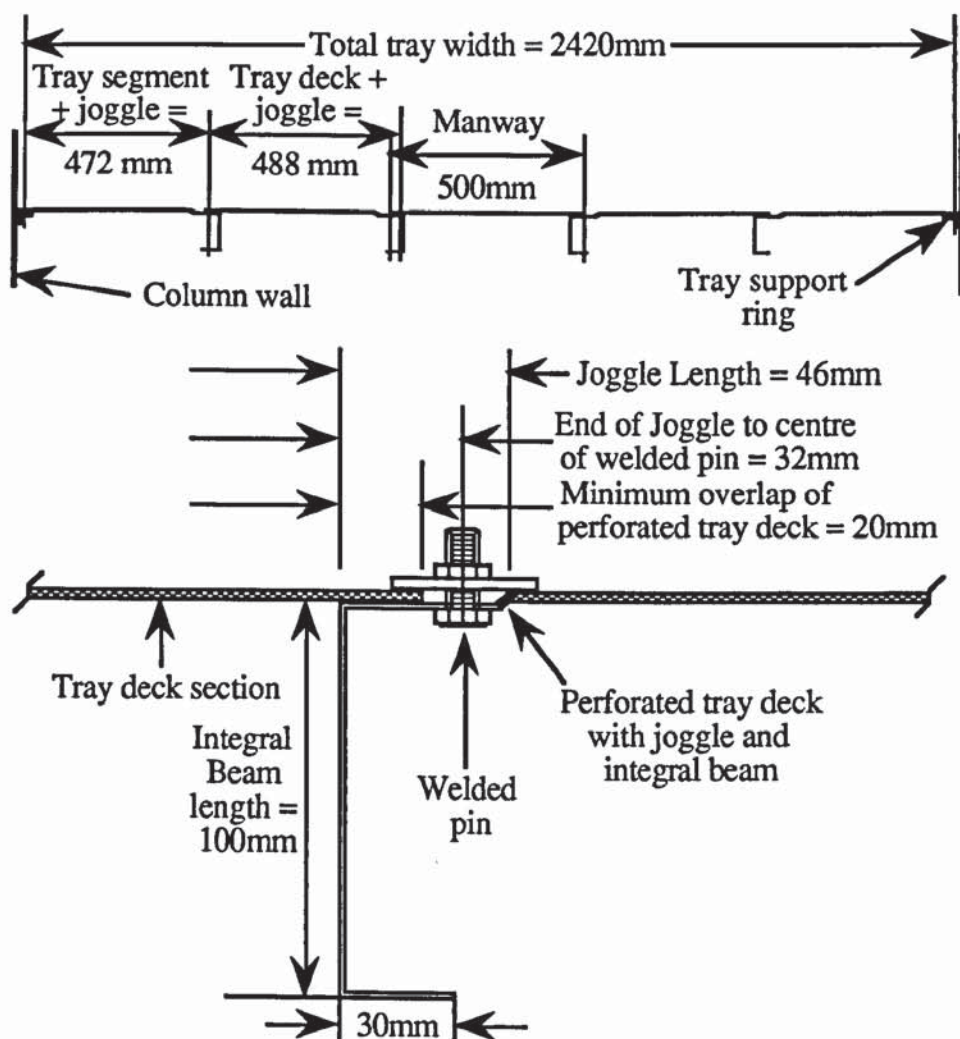 Total tray width = 2420mm
Tray segment
+ joggle =
472 mm
Tray deck +
joggle =
488 mm
Manway
500mm
Column wall
Tray support
ring
Joggle Length = 46mm
End of Joggle to centre
of welded pin = 32mm
Minimum overlap of
perforated tray deck = 20mm
Tray deck section
Integral
Beam
length =
100mm
Welded
pin
Perforated tray deck
with joggle and
integral beam
30mm